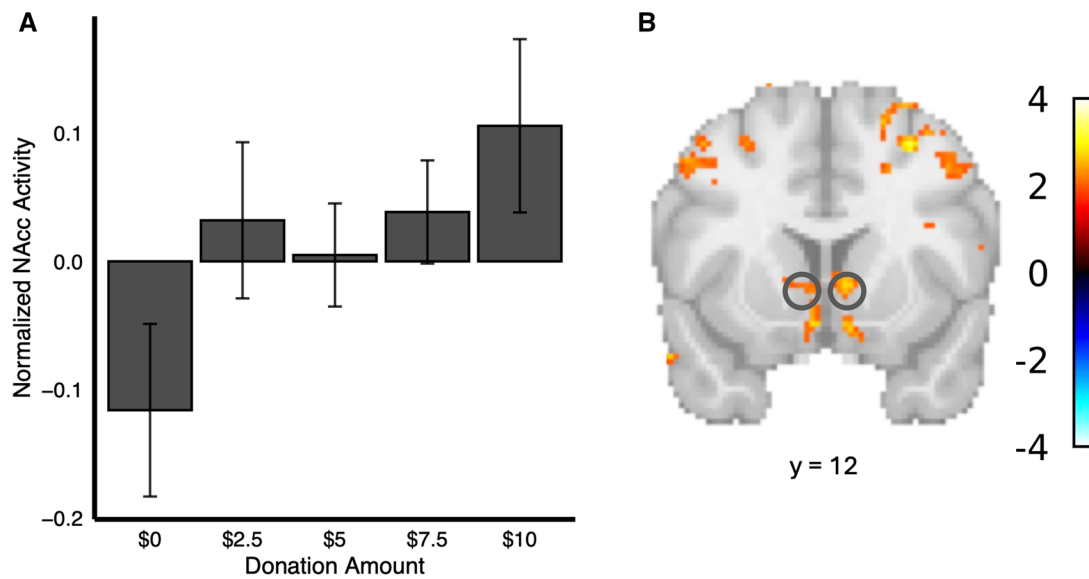 A
Normalized NAcc Activity
0.1
0.0
−0.1
−0.2
$0 $2.5 $5 $7.5 $10
Donation Amount
B
4
2
0
-2
-4
y = 12